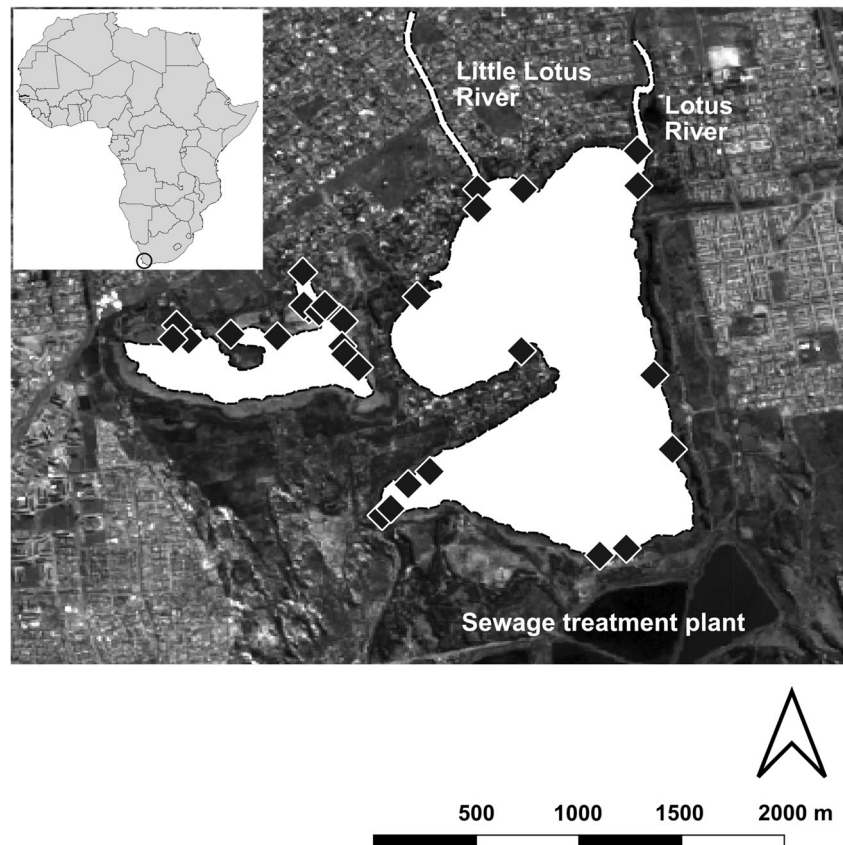 Little Lotus
River
Lotus
River
Sewage treatment plant
500 1000 1500 2000 m